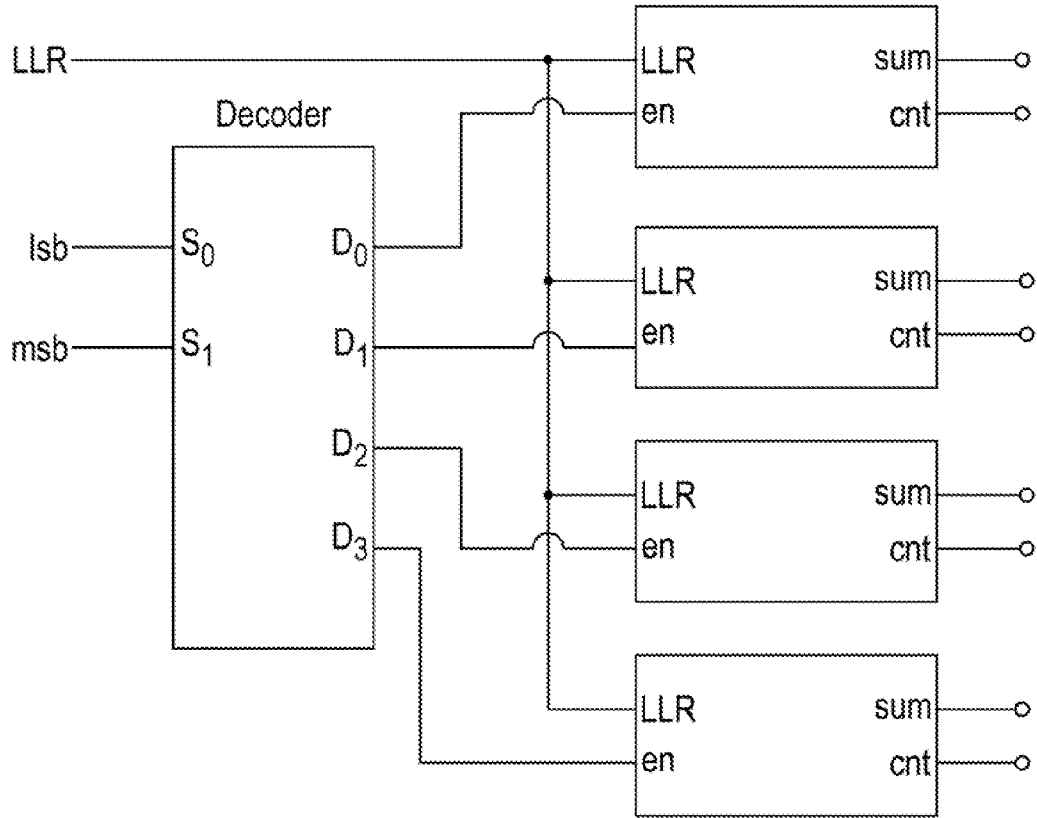 LLR
Decoder
lsb
msb
S0
S1
D0
D1
D2
D3
LLR
en
sum
cnt
LLR
en
sum
cnt
LLR
en
sum
cnt
LLR
en
sum
cnt